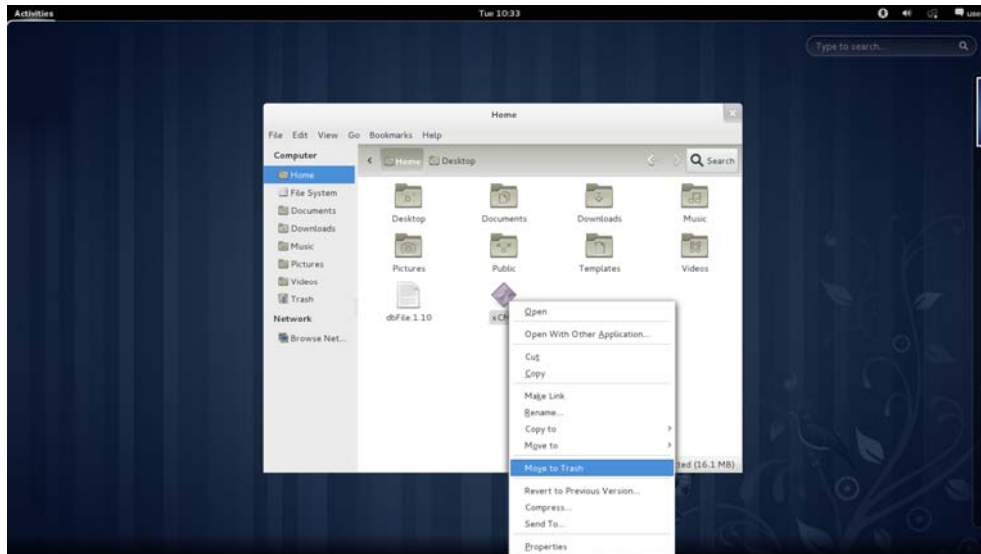 Activities
Tue 10:33
use
Type to search...
Home
File Edit View Go Bookmarks Help
Computer
Home
File System
Documents
Downloads
Music
Pictures
Videos
Trash
Network
Browse Net...
Home Desktop
Search
Desktop Documents Downloads Music
Pictures Public Templates Videos
dbFile.1.10
Open
Open With Other Application...
Cut
Copy
Make Link
Rename...
Copy to
Move to
Move to Trash
(16.1 MB)
Revert to Previous Version...
Compress...
Send To...
Properties